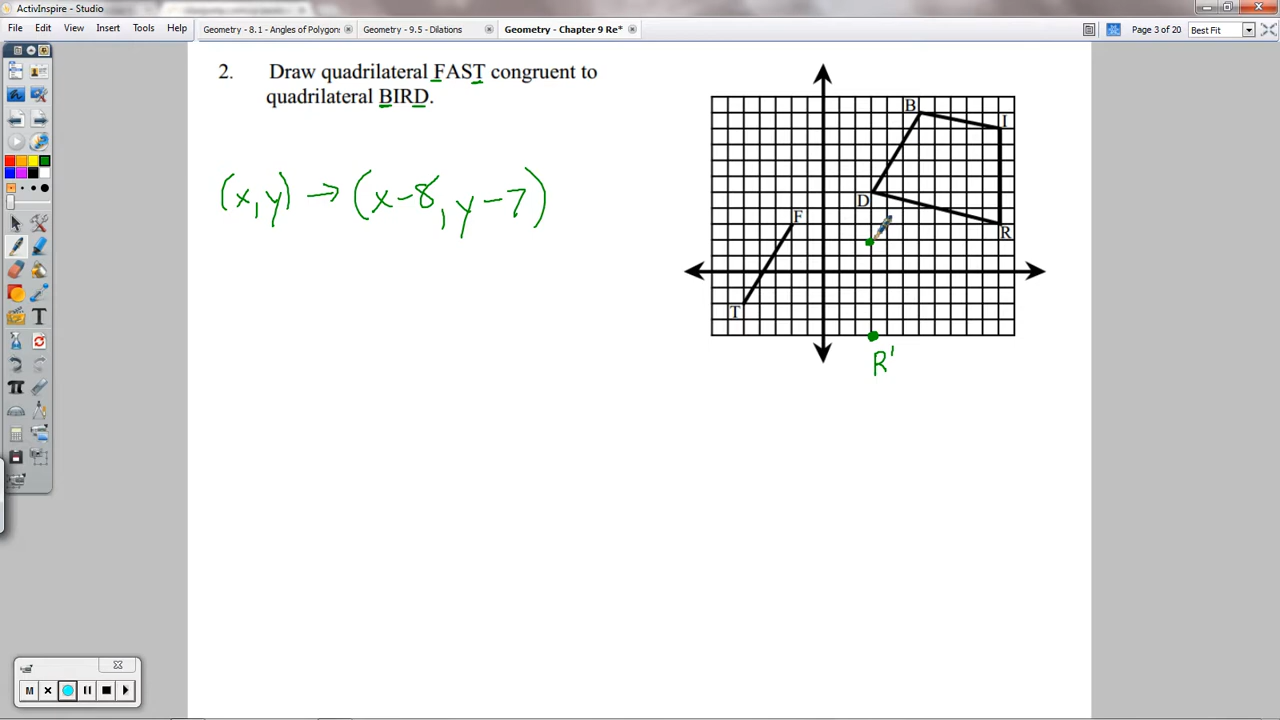 ActivInspire - Studio
File Edit View Insert Tools Help
Geometry - 8.1 - Angles of Polygons
Geometry - 9.5 - Dilations
Geometry - Chapter 9 Re*
Page 3 of 20
Best Fit
2. Draw quadrilateral FAST congruent to
quadrilateral BIRD.
(x,y) → (x-8, y-7)
B
I
D
F
R
T
R'
M